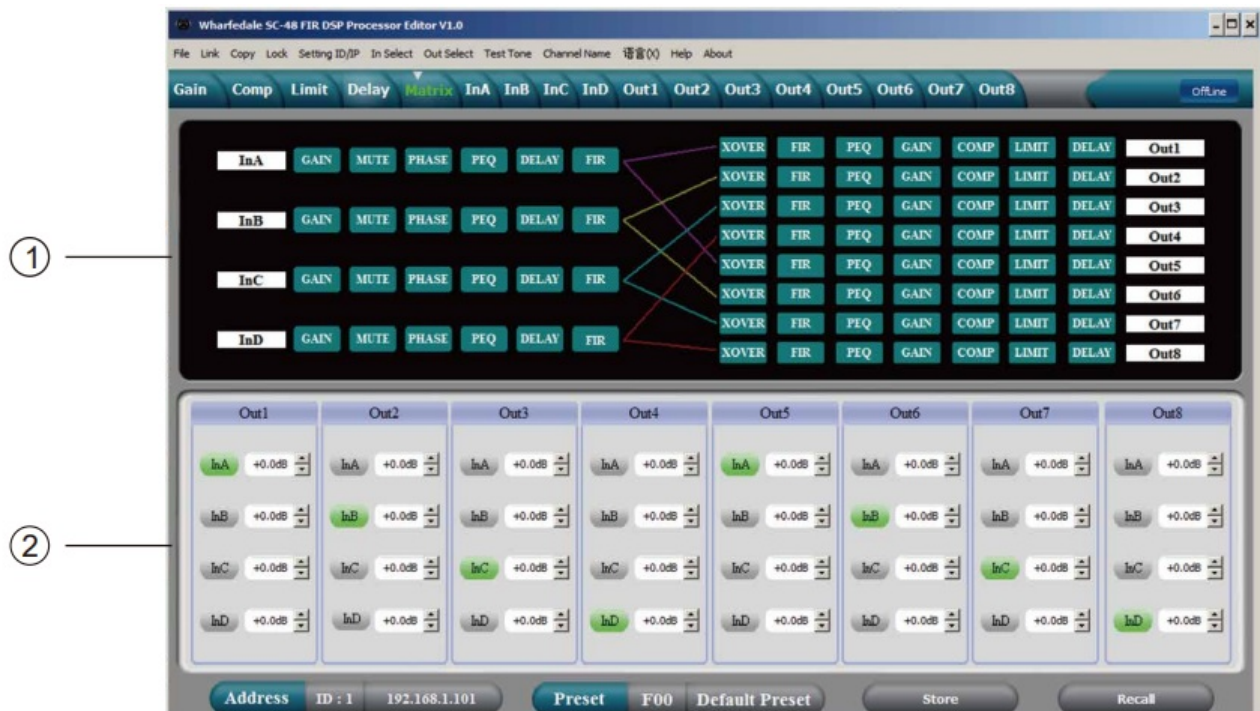 Wharfedale SC-48 FIR DSP Processor Editor V1.0
File Link Copy Lock Setting ID/IP In Select Out Select Test Tone Channel Name 语言(X) Help About
Gain Comp Limit Delay Matrix InA InB InC InD Out1 Out2 Out3 Out4 Out5 Out6 Out7 Out8 OffLine
XOVER FIR PEQ GAIN COMP LIMIT DELAY Out1
InA GAIN MUTE PHASE PEQ DELAY FIR
XOVER FIR PEQ GAIN COMP LIMIT DELAY Out2
XOVER FIR PEQ GAIN COMP LIMIT DELAY Out3
InB GAIN MUTE PHASE PEQ DELAY FIR
XOVER FIR PEQ GAIN COMP LIMIT DELAY Out4
1
XOVER FIR PEQ GAIN COMP LIMIT DELAY Out5
InC GAIN MUTE PHASE PEQ DELAY FIR
XOVER FIR PEQ GAIN COMP LIMIT DELAY Out6
XOVER FIR PEQ GAIN COMP LIMIT DELAY Out7
InD GAIN MUTE PHASE PEQ DELAY FIR
XOVER FIR PEQ GAIN COMP LIMIT DELAY Out8
Out1 Out2 Out3 Out4 Out5 Out6 Out7 Out8
InA +0.0dB InA +0.0dB InA +0.0dB InA +0.0dB InA +0.0dB InA +0.0dB InA +0.0dB InA +0.0dB
InB +0.0dB InB +0.0dB InB +0.0dB InB +0.0dB InB +0.0dB InB +0.0dB InB +0.0dB InB +0.0dB
2
InC +0.0dB InC +0.0dB InC +0.0dB InC +0.0dB InC +0.0dB InC +0.0dB InC +0.0dB InC +0.0dB
InD +0.0dB InD +0.0dB InD +0.0dB InD +0.0dB InD +0.0dB InD +0.0dB InD +0.0dB InD +0.0dB
Address ID : 1 192.168.1.101 Preset F00 Default Preset Store Recall